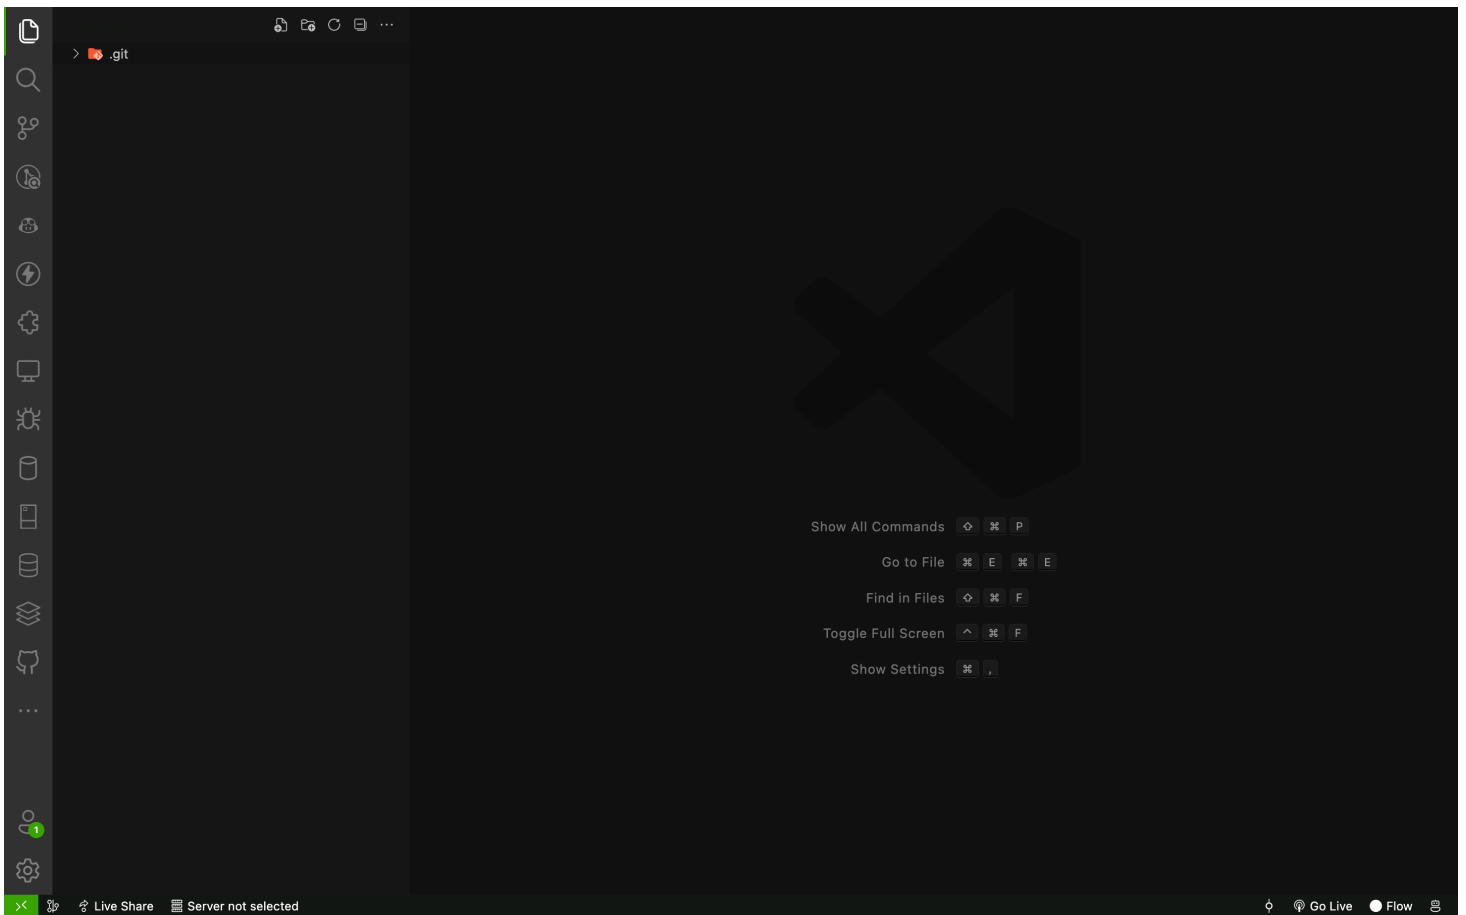 .git
Show All Commands ⇧ ⌘ P
Go to File ⌘ E ⌘ E
Find in Files ⇧ ⌘ F
Toggle Full Screen ^ ⌘ F
Show Settings ⌘ ,
1
Live Share Server not selected Go Live Flow